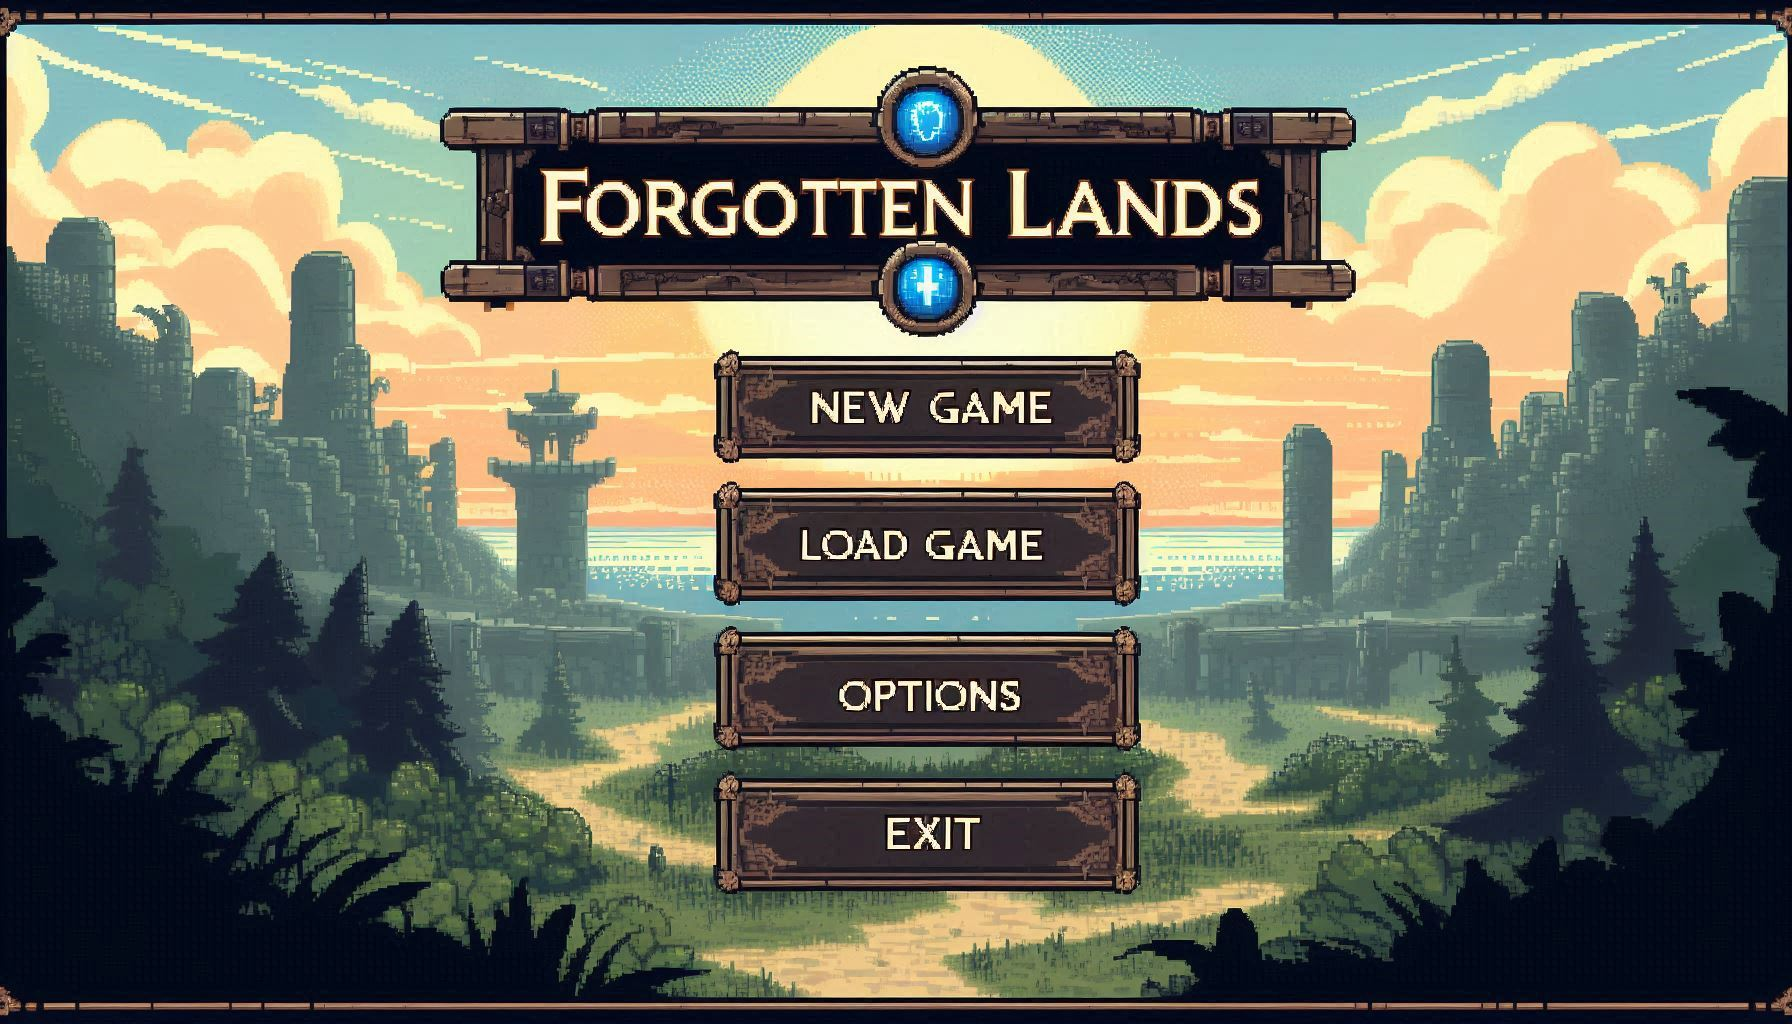 FORGOTTEN LANDS
NEW GAME
LOAD GAME
OPTIONS
EXIT